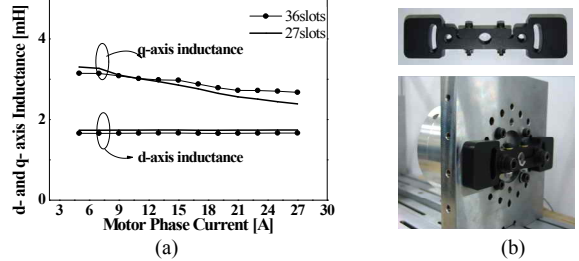 d- and q- axis Inductance [mH]
4
2
0
36slots
27slots
q-axis inductance
d-axis inductance
3 6 9 12 15 18 21 24 27 30
Motor Phase Current [A]
(a)
(b)